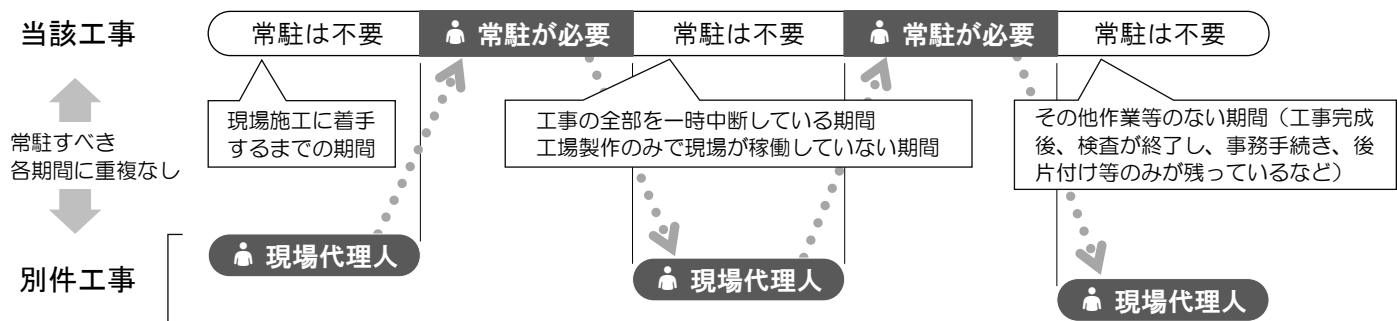 当該工事
常駐は不要
常駐が必要
常駐は不要
常駐が必要
常駐は不要
現場施工に着手
するまでの期間
工事の全部を一時中断している期間
工場製作のみで現場が稼働していない期間
その他作業等のない期間（工事完成
後、検査が終了し、事務手続き、後
片付け等のみが残っているなど）
常駐すべき
各期間に重複なし
別件工事
現場代理人
現場代理人
現場代理人